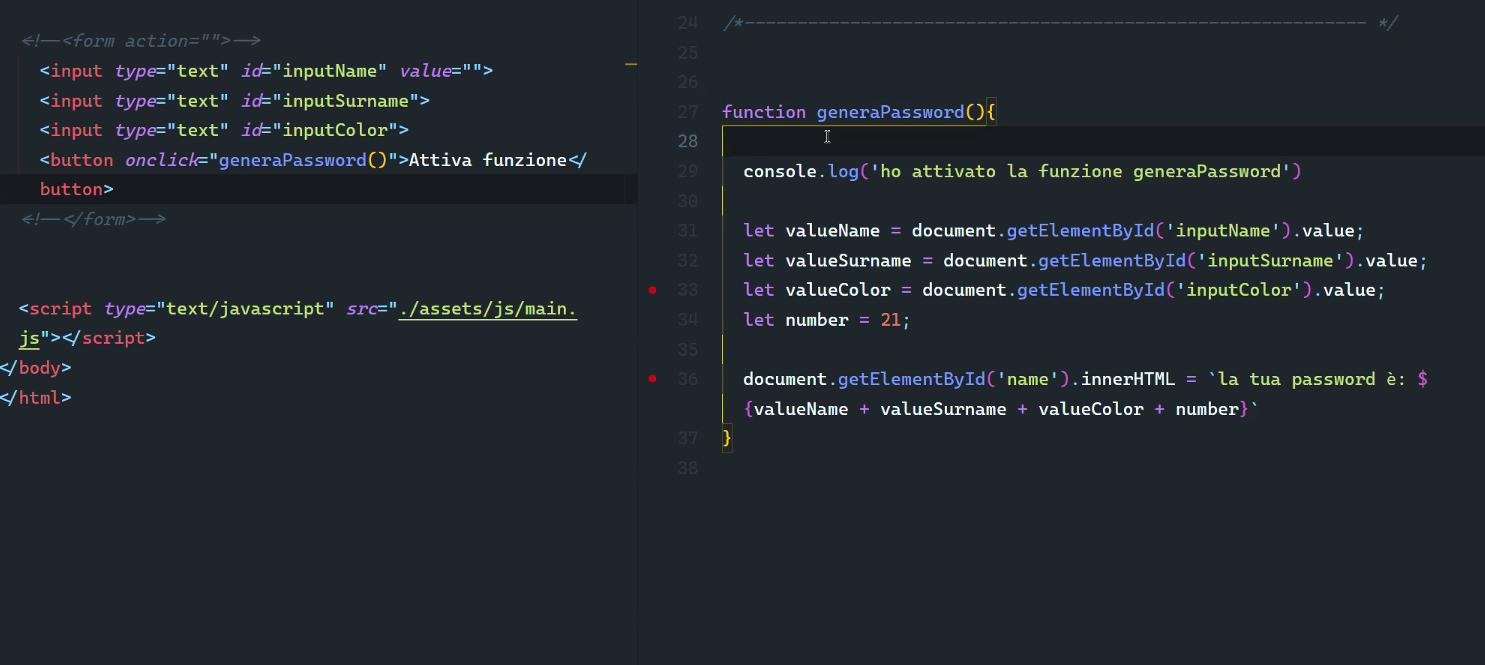 <!--<form action="">-->
<input type="text" id="inputName" value="">
<input type="text" id="inputSurname">
<input type="text" id="inputColor">
<button onclick="generaPassword()">Attiva funzione</
button>
<!--</form>-->
<script type="text/javascript" src="./assets/js/main.
js"></script>
</body>
</html>
24 /*----------------------------------------------------------- */
25
26
27 function generaPassword(){
28
29 console.log('ho attivato la funzione generaPassword')
30
31 let valueName = document.getElementById('inputName').value;
32 let valueSurname = document.getElementById('inputSurname').value;
33 let valueColor = document.getElementById('inputColor').value;
34 let number = 21;
35
36 document.getElementById('name').innerHTML = `la tua password è: $
{valueName + valueSurname + valueColor + number}`
37 }
38